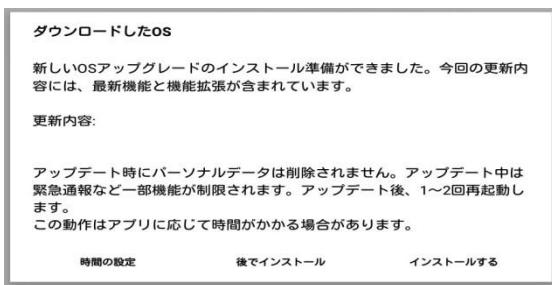 ダウンロードしたOS
新しいOSアップグレードのインストール準備ができました。今回の更新内
容には、最新機能と機能拡張が含まれています。
更新内容:
アップデート時にパーソナルデータは削除されません。アップデート中は
緊急通報など一部機能が制限されます。アップデート後、1〜2回再起動し
ます。
この動作はアプリに応じて時間がかかる場合があります。
時間の設定 後でインストール インストールする